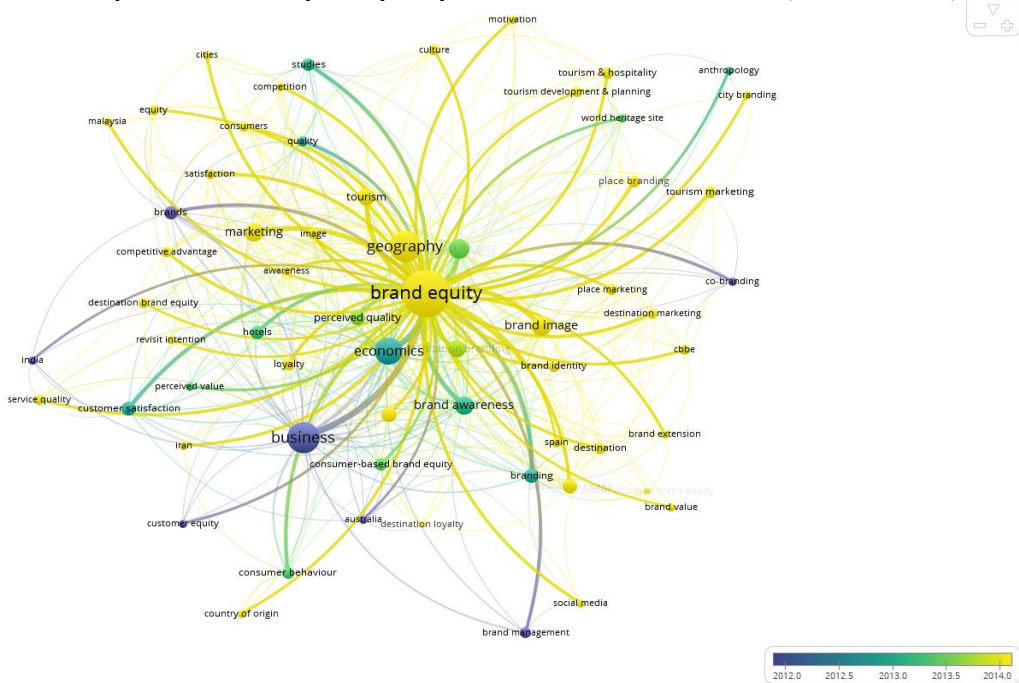 motivation
culture
cities
studies
tourism & hospitality
anthropology
competition
tourism development & planning
city branding
equity
malaysia
consumers
world heritage site
quality
satisfaction
place branding
tourism marketing
tourism
brands
marketing
image
geography
competitive advantage
awareness
co-branding
brand equity
place marketing
destination brand equity
destination marketing
perceived quality
brand image
hotels
revisit intention
economics
destination branding
cbbe
india
loyalty
brand identity
perceived value
service quality
customer satisfaction
brand awareness
business
iran
spain
destination
brand extension
consumer-based brand equity
branding
brand equity
brand value
customer equity
australia
destination loyalty
consumer behaviour
country of origin
social media
brand management
2012.0
2012.5
2013.0
2013.5
2014.0